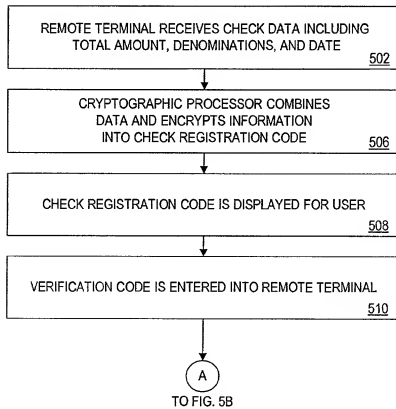 REMOTE TERMINAL RECEIVES CHECK DATA INCLUDING
TOTAL AMOUNT, DENOMINATIONS, AND DATE
502
CRYPTOGRAPHIC PROCESSOR COMBINES
DATA AND ENCRYPTS INFORMATION
INTO CHECK REGISTRATION CODE
506
CHECK REGISTRATION CODE IS DISPLAYED FOR USER
508
VERIFICATION CODE IS ENTERED INTO REMOTE TERMINAL
510
A
TO FIG. 5B